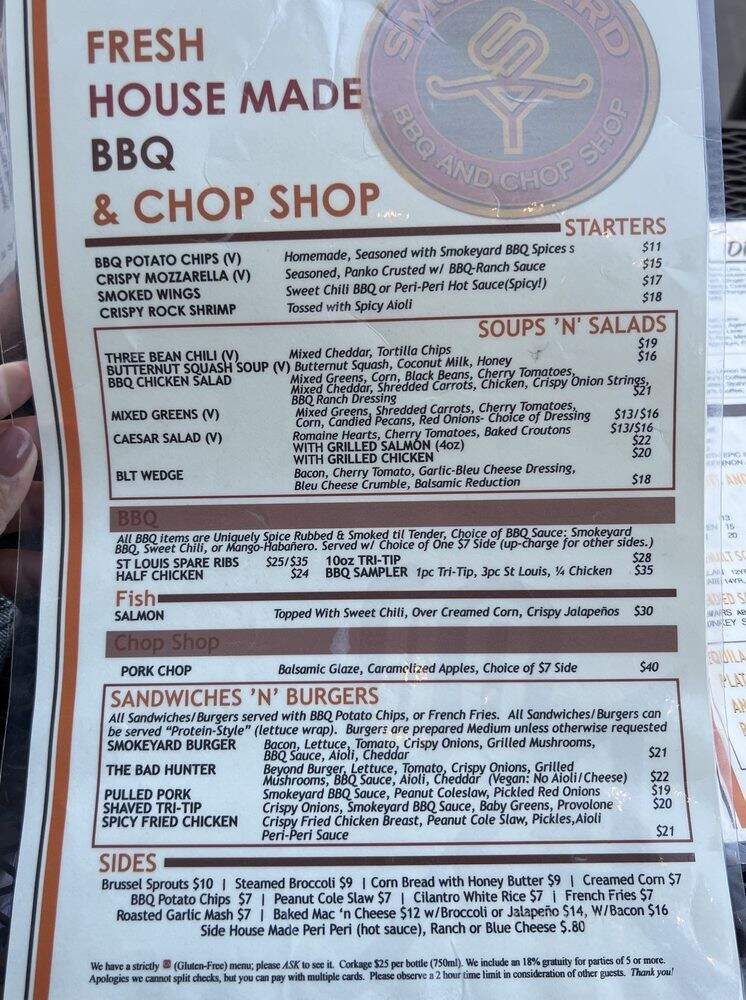 FRESH
HOUSE MADE
BBQ
& CHOP SHOP
BBQ AND CHOP SHOP
STARTERS
BBQ POTATO CHIPS (V) Homemade, Seasoned with Smokeyard BBQ Spices s $11
CRISPY MOZZARELLA (V) Seasoned, Panko Crusted w/ BBQ-Ranch Sauce $15
SMOKED WINGS Sweet Chili BBQ or Peri-Peri Hot Sauce(Spicy!) $17
CRISPY ROCK SHRIMP Tossed with Spicy Aioli $18
SOUPS 'N' SALADS
THREE BEAN CHILI (V) Mixed Cheddar, Tortilla Chips $19
BUTTERNUT SQUASH SOUP (V) Butternut Squash, Coconut Milk, Honey $16
BBQ CHICKEN SALAD Mixed Greens, Corn, Black Beans, Cherry Tomatoes,
Mixed Cheddar, Shredded Carrots, Chicken, Crispy Onion Strings,
BBQ Ranch Dressing $21
MIXED GREENS (V) Mixed Greens, Shredded Carrots, Cherry Tomatoes,
Corn, Candied Pecans, Red Onions- Choice of Dressing $13/$16
CAESAR SALAD (V) Romaine Hearts, Cherry Tomatoes, Baked Croutons $13/$16
WITH GRILLED SALMON (4oz) $22
WITH GRILLED CHICKEN $20
BLT WEDGE Bacon, Cherry Tomato, Garlic-Bleu Cheese Dressing,
Bleu Cheese Crumble, Balsamic Reduction $18
BBQ
All BBQ items are Uniquely Spice Rubbed & Smoked til Tender, Choice of BBQ Sauce: Smokeyard
BBQ, Sweet Chili, or Mango-Habañero. Served w/ Choice of One $7 Side (up-charge for other sides.)
ST LOUIS SPARE RIBS $25/$35 10oz TRI-TIP $28
HALF CHICKEN $24 BBQ SAMPLER 1pc Tri-Tip, 3pc St Louis, ¼ Chicken $35
Fish
SALMON Topped With Sweet Chili, Over Creamed Corn, Crispy Jalapeños $30
Chop Shop
PORK CHOP Balsamic Glaze, Caramelized Apples, Choice of $7 Side $40
SANDWICHES 'N' BURGERS
All Sandwiches/Burgers served with BBQ Potato Chips, or French Fries. All Sandwiches/Burgers can
be served "Protein-Style" (lettuce wrap). Burgers are prepared Medium unless otherwise requested
SMOKEYARD BURGER Bacon, Lettuce, Tomato, Crispy Onions, Grilled Mushrooms,
BBQ Sauce, Aioli, Cheddar $21
THE BAD HUNTER Beyond Burger, Lettuce, Tomato, Crispy Onions, Grilled
Mushrooms, BBQ Sauce, Aioli, Cheddar (Vegan: No Aioli/Cheese) $22
PULLED PORK Smokeyard BBQ Sauce, Peanut Coleslaw, Pickled Red Onions $19
SHAVED TRI-TIP Crispy Onions, Smokeyard BBQ Sauce, Baby Greens, Provolone $20
SPICY FRIED CHICKEN Crispy Fried Chicken Breast, Peanut Cole Slaw, Pickles,Aioli
Peri-Peri Sauce $21
SIDES
Brussel Sprouts $10 | Steamed Broccoli $9 | Corn Bread with Honey Butter $9 | Creamed Corn $7
BBQ Potato Chips $7 | Peanut Cole Slaw $7 | Cilantro White Rice $7 | French Fries $7
Roasted Garlic Mash $7 | Baked Mac 'n Cheese $12 w/Broccoli or Jalapeño $14, W/Bacon $16
Side House Made Peri Peri (hot sauce), Ranch or Blue Cheese $.80
We have a strictly (Gluten-Free) menu; please ASK to see it. Corkage $25 per bottle (750ml). We include an 18% gratuity for parties of 5 or more.
Apologies we cannot split checks, but you can pay with multiple cards. Please observe a 2 hour time limit in consideration of other guests. Thank you!